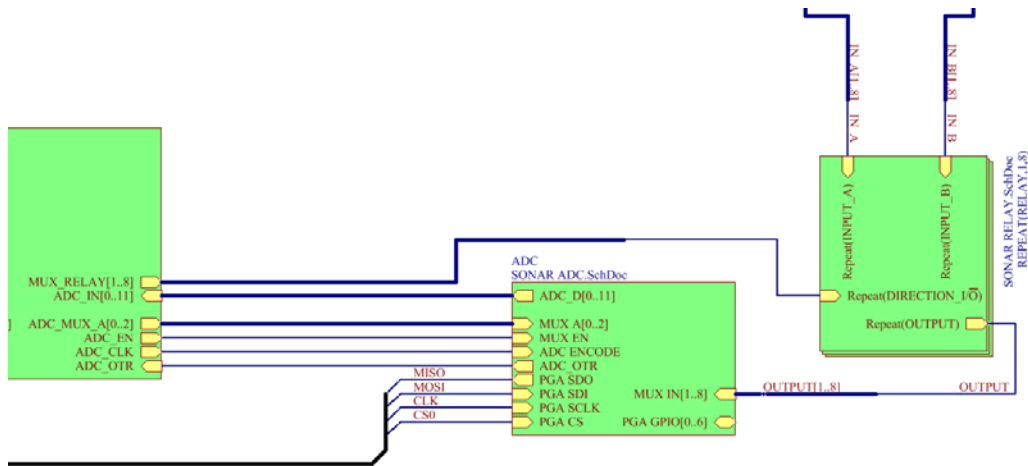 IN_A[1..8]
IN_B[1..8]
IN_A
IN_B
Repeat(INPUT_A)
Repeat(INPUT_B)
SONAR RELAY.SchDoc
REPEAT(RELAY,1,8)
Repeat(DIRECTION_I/O̅)
Repeat(OUTPUT)
MUX_RELAY[1..8]
ADC_IN[0..11]
ADC_MUX_A[0..2]
ADC_EN
ADC_CLK
ADC_OTR
]
ADC
SONAR ADC.SchDoc
ADC_D[0..11]
MUX A[0..2]
MUX EN
ADC ENCODE
ADC_OTR
PGA SDO
PGA SDI
PGA SCLK
PGA CS
MUX IN[1..8]
PGA GPIO[0..6]
MISO
MOSI
CLK
CS0
OUTPUT[1..8]
OUTPUT